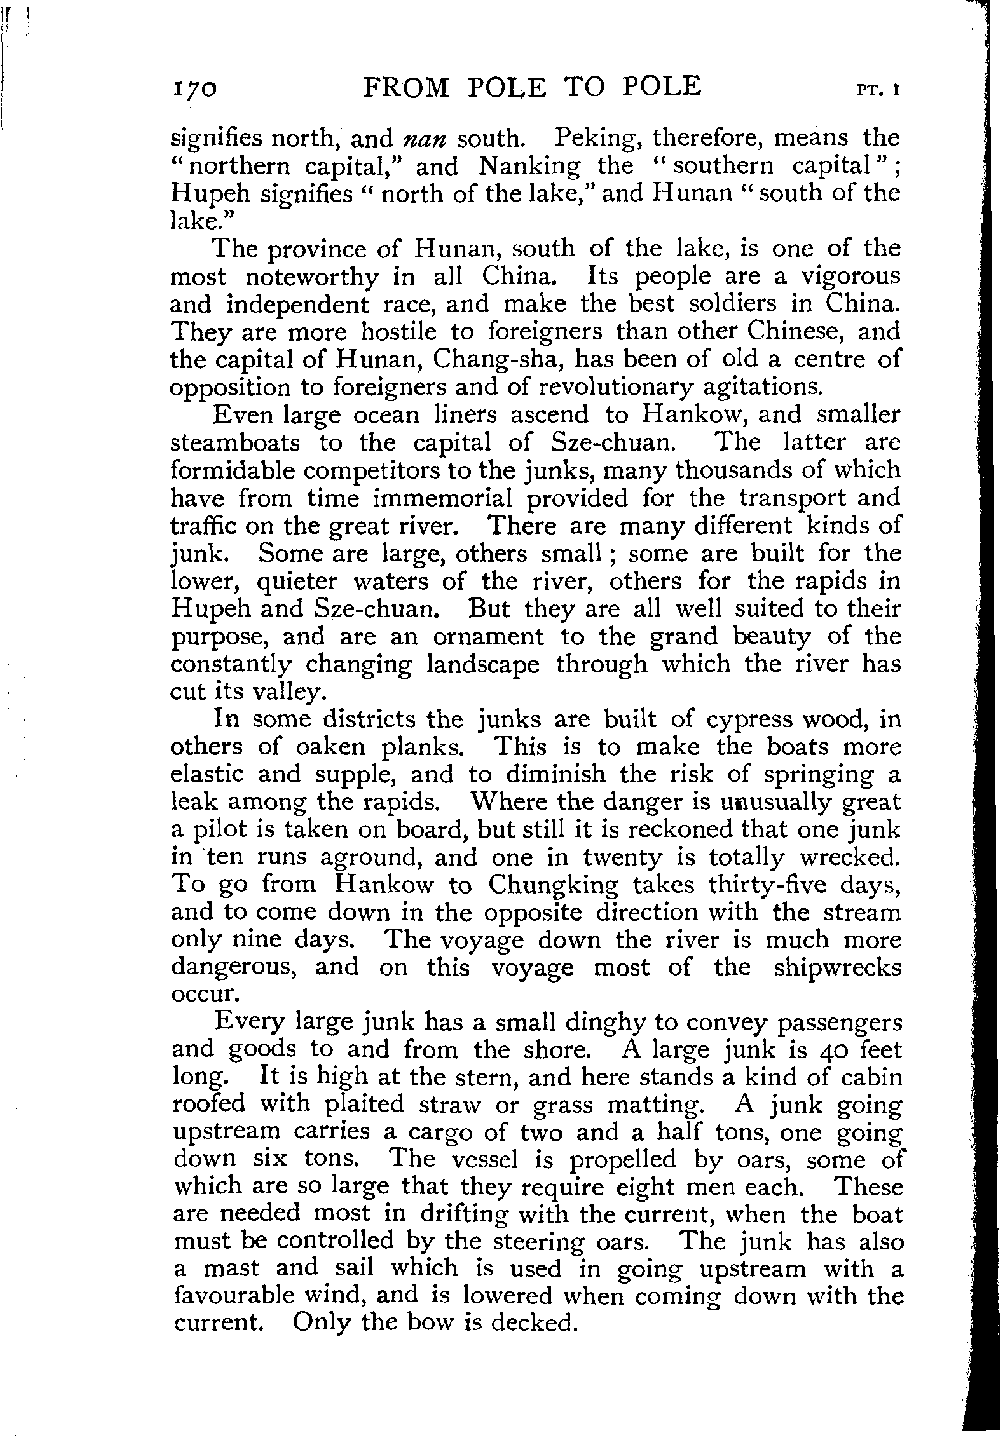 170 FROM POLE TO POLE PT. I
signifies north, and nan south. Peking, therefore, means the
“northern capital,” and Nanking the “southern capital”;
Hupeh signifies “north of the lake,” and Hunan “south of the
lake.”
The province of Hunan, south of the lake, is one of the
most noteworthy in all China. Its people are a vigorous
and independent race, and make the best soldiers in China.
They are more hostile to foreigners than other Chinese, and
the capital of Hunan, Chang-sha, has been of old a centre of
opposition to foreigners and of revolutionary agitations.
Even large ocean liners ascend to Hankow, and smaller
steamboats to the capital of Sze-chuan. The latter are
formidable competitors to the junks, many thousands of which
have from time immemorial provided for the transport and
traffic on the great river. There are many different kinds of
junk. Some are large, others small; some are built for the
lower, quieter waters of the river, others for the rapids in
Hupeh and Sze-chuan. But they are all well suited to their
purpose, and are an ornament to the grand beauty of the
constantly changing landscape through which the river has
cut its valley.
In some districts the junks are built of cypress wood, in
others of oaken planks. This is to make the boats more
elastic and supple, and to diminish the risk of springing a
leak among the rapids. Where the danger is unusually great
a pilot is taken on board, but still it is reckoned that one junk
in ten runs aground, and one in twenty is totally wrecked.
To go from Hankow to Chungking takes thirty-five days,
and to come down in the opposite direction with the stream
only nine days. The voyage down the river is much more
dangerous, and on this voyage most of the shipwrecks
occur.
Every large junk has a small dinghy to convey passengers
and goods to and from the shore. A large junk is 40 feet
long. It is high at the stern, and here stands a kind of cabin
roofed with plaited straw or grass matting. A junk going
upstream carries a cargo of two and a half tons, one going
down six tons. The vessel is propelled by oars, some of
which are so large that they require eight men each. These
are needed most in drifting with the current, when the boat
must be controlled by the steering oars. The junk has also
a mast and sail which is used in going upstream with a
favourable wind, and is lowered when coming down with the
current. Only the bow is decked.